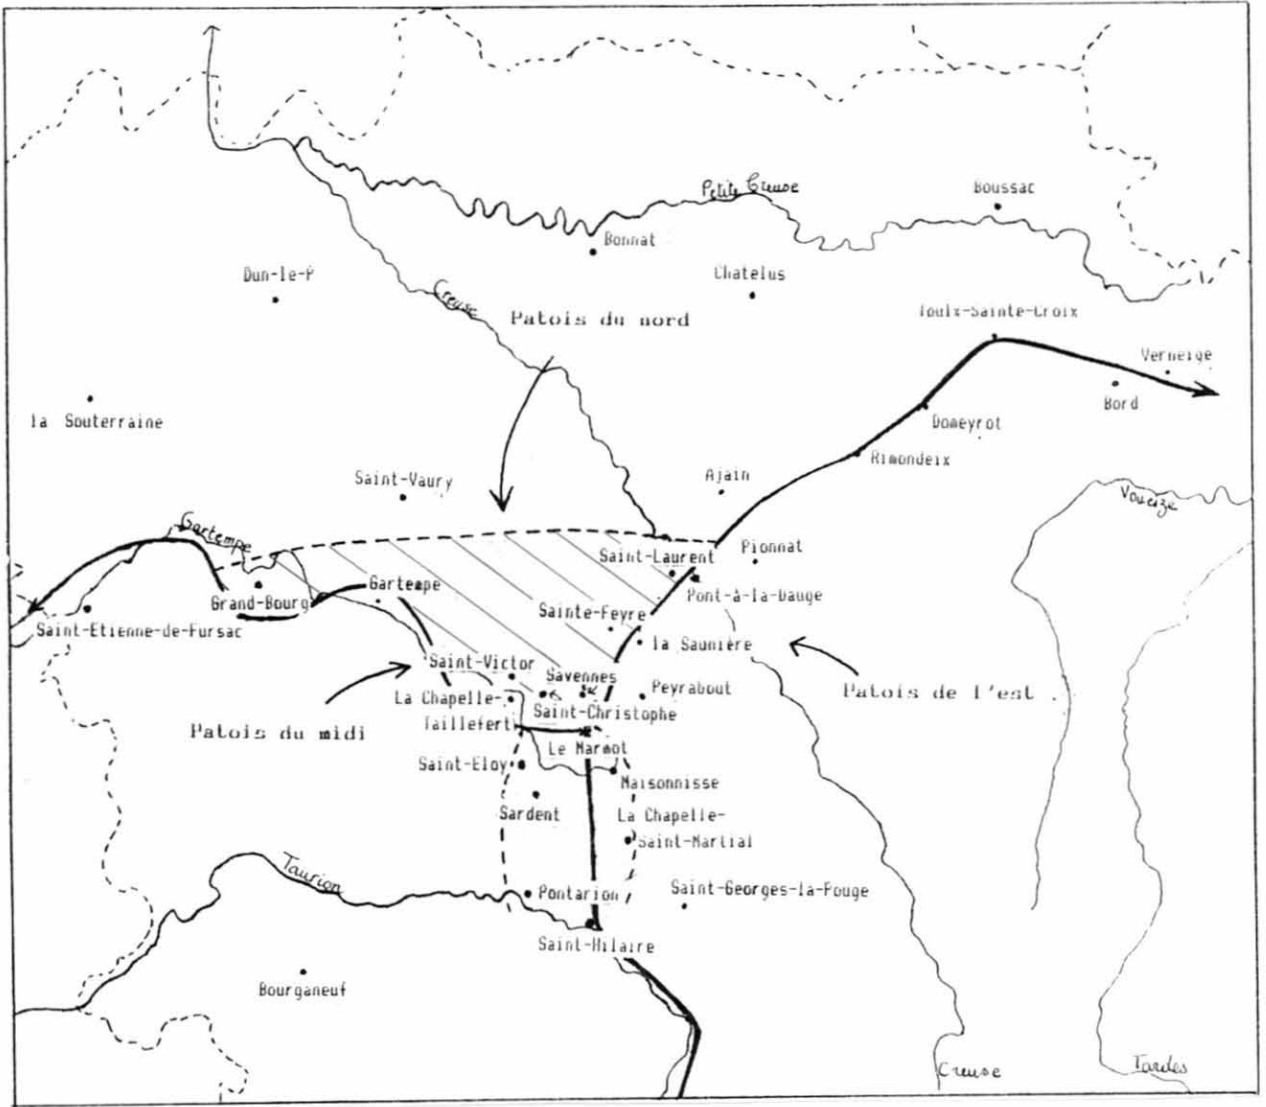 Petite Creuse
Boussac
Bonnat
Dun-le-P
Chatelus
Creuse
Patois du nord
Toulx-Sainte-Croix
Verneige
Bord
la Souterraine
Domeyrot
Rimondeix
Saint-Vaury
Ajain
Voueize
Gartempe
Saint-Laurent
Pionnat
Gartempe
Grand-Bourg
Pont-à-la-Dauge
Sainte-Feyre
Saint-Etienne-de-Fursac
la Saunière
Saint-Victor
Savennes
Peyrabout
Patois de l'est
La Chapelle-
Taillefert
Saint-Christophe
Patois du midi
Le Marmot
Saint-Eloy
Maisonnisse
Sardent
La Chapelle-
Saint-Martial
Taurion
Pontarion
Saint-Georges-la-Pouge
Saint-Hilaire
Bourganeuf
Creuse
Tardes